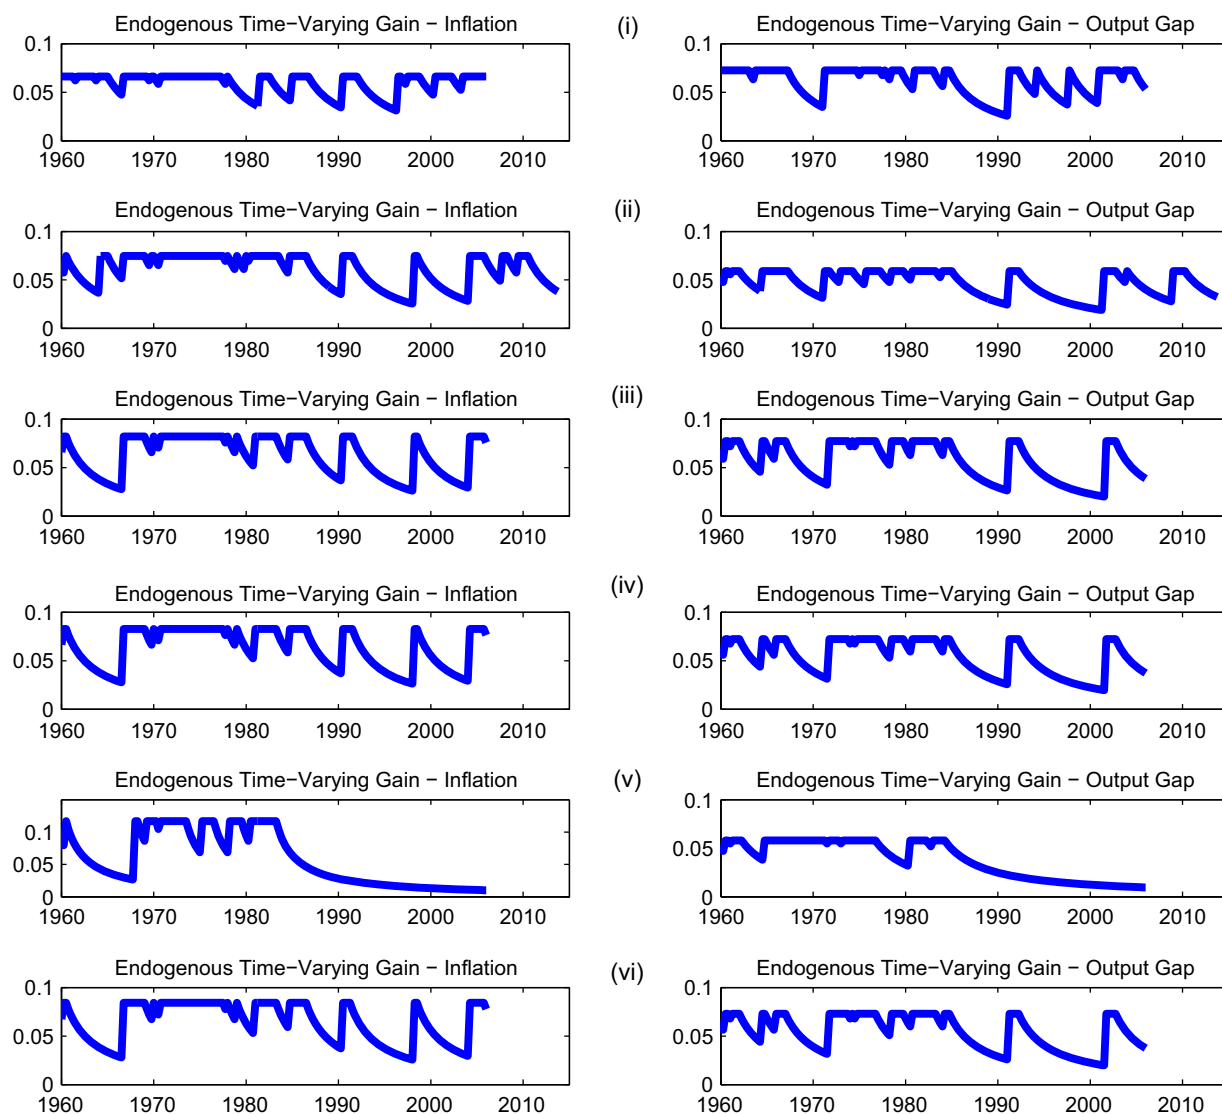 Endogenous Time−Varying Gain − Inflation (i) Endogenous Time−Varying Gain − Output Gap
0.1 0.1
0.05 0.05
0 0
1960 1970 1980 1990 2000 2010 1960 1970 1980 1990 2000 2010
Endogenous Time−Varying Gain − Inflation (ii) Endogenous Time−Varying Gain − Output Gap
0.1 0.1
0.05 0.05
0 0
1960 1970 1980 1990 2000 2010 1960 1970 1980 1990 2000 2010
Endogenous Time−Varying Gain − Inflation (iii) Endogenous Time−Varying Gain − Output Gap
0.1 0.1
0.05 0.05
0 0
1960 1970 1980 1990 2000 2010 1960 1970 1980 1990 2000 2010
Endogenous Time−Varying Gain − Inflation (iv) Endogenous Time−Varying Gain − Output Gap
0.1 0.1
0.05 0.05
0 0
1960 1970 1980 1990 2000 2010 1960 1970 1980 1990 2000 2010
Endogenous Time−Varying Gain − Inflation (v) Endogenous Time−Varying Gain − Output Gap
0.1 0.1
0.05 0.05
0 0
1960 1970 1980 1990 2000 2010 1960 1970 1980 1990 2000 2010
Endogenous Time−Varying Gain − Inflation (vi) Endogenous Time−Varying Gain − Output Gap
0.1 0.1
0.05 0.05
0 0
1960 1970 1980 1990 2000 2010 1960 1970 1980 1990 2000 2010